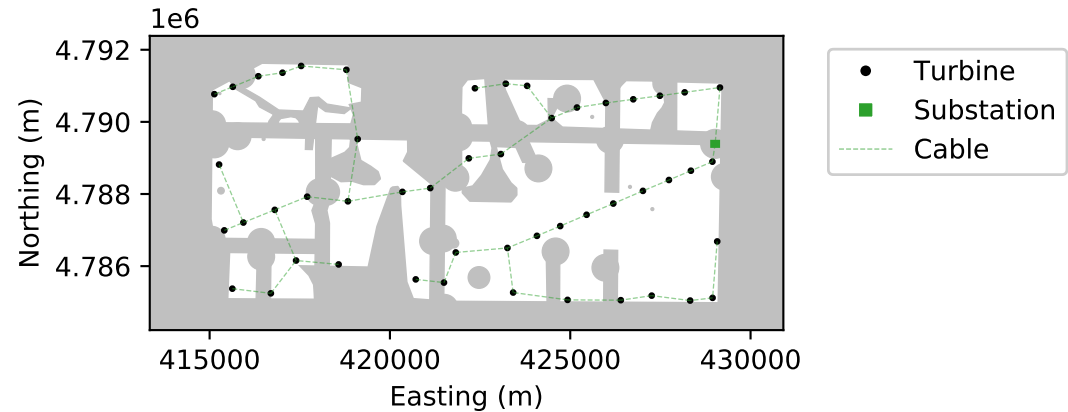 1e6
4.792
4.790
4.788
4.786
Northing (m)
415000 420000 425000 430000
Easting (m)
Turbine
Substation
Cable